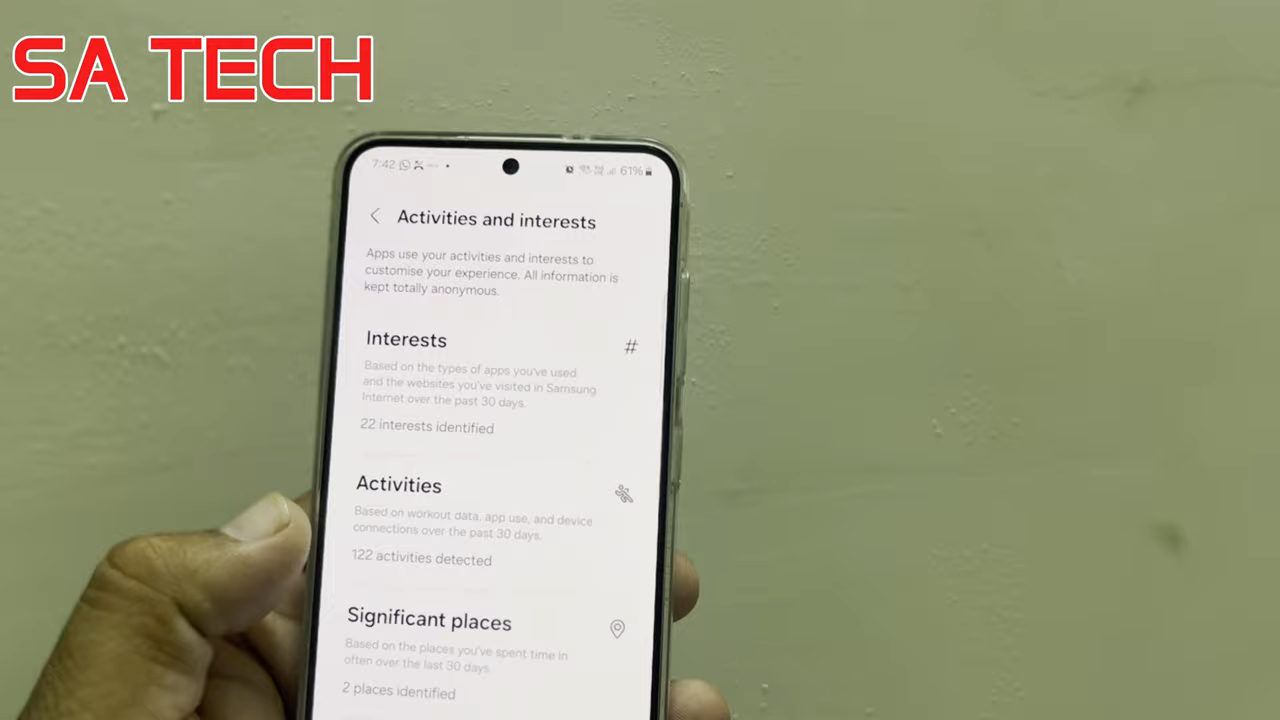 SA TECH
7:42
61%
Activities and interests
Apps use your activities and interests to
customise your experience. All information is
kept totally anonymous.
Interests
#
Based on the types of apps you've used
and the websites you've visited in Samsung
Internet over the past 30 days.
22 interests identified
Activities
Based on workout data, app use, and device
connections over the past 30 days.
122 activities detected
Significant places
Based on the places you've spent time in
often over the last 30 days.
2 places identified